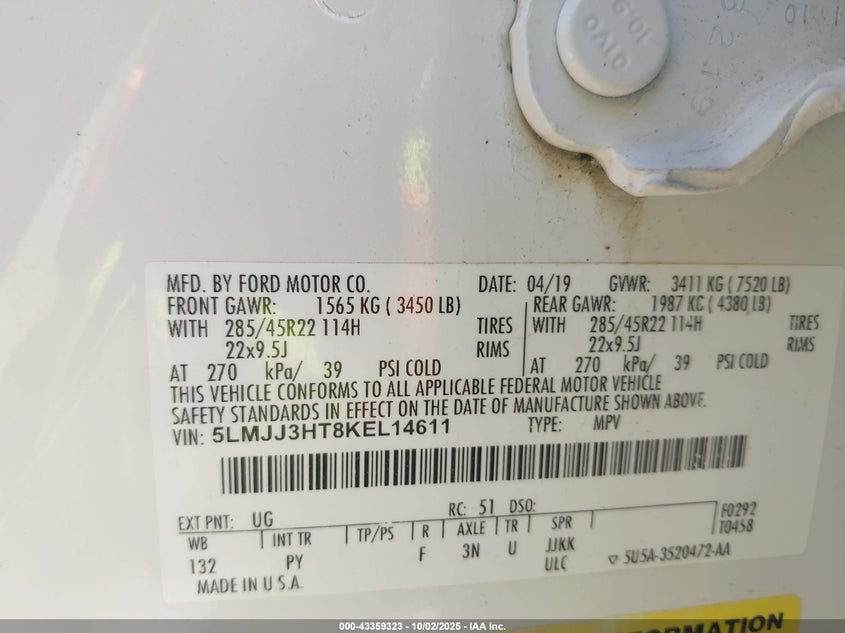 10.9
01V0
MFD. BY FORD MOTOR CO. DATE: 04/19 GVWR: 3411 KG ( 7520 LB)
FRONT GAWR: 1565 KG ( 3450 LB) REAR GAWR: 1987 KG ( 4380 LB)
WITH 285/45R22 114H TIRES WITH 285/45R22 114H TIRES
22x9.5J RIMS 22x9.5J RIMS
AT 270 kPa/ 39 PSI COLD AT 270 kPa/ 39 PSI COLD
THIS VEHICLE CONFORMS TO ALL APPLICABLE FEDERAL MOTOR VEHICLE
SAFETY STANDARDS IN EFFECT ON THE DATE OF MANUFACTURE SHOWN ABOVE.
VIN: 5LMJJ3HT8KEL14611 TYPE: MPV
RC: 51 DSO: F0292
EXT PNT: UG T0458
WB INT TR TP/PS R AXLE TR SPR
132 PY F 3N U JJKK
ULC
MADE IN U.S.A. 5U5A-3520472-AA
FORMATION
000-43359323 - 10/02/2025 - IAA Inc.